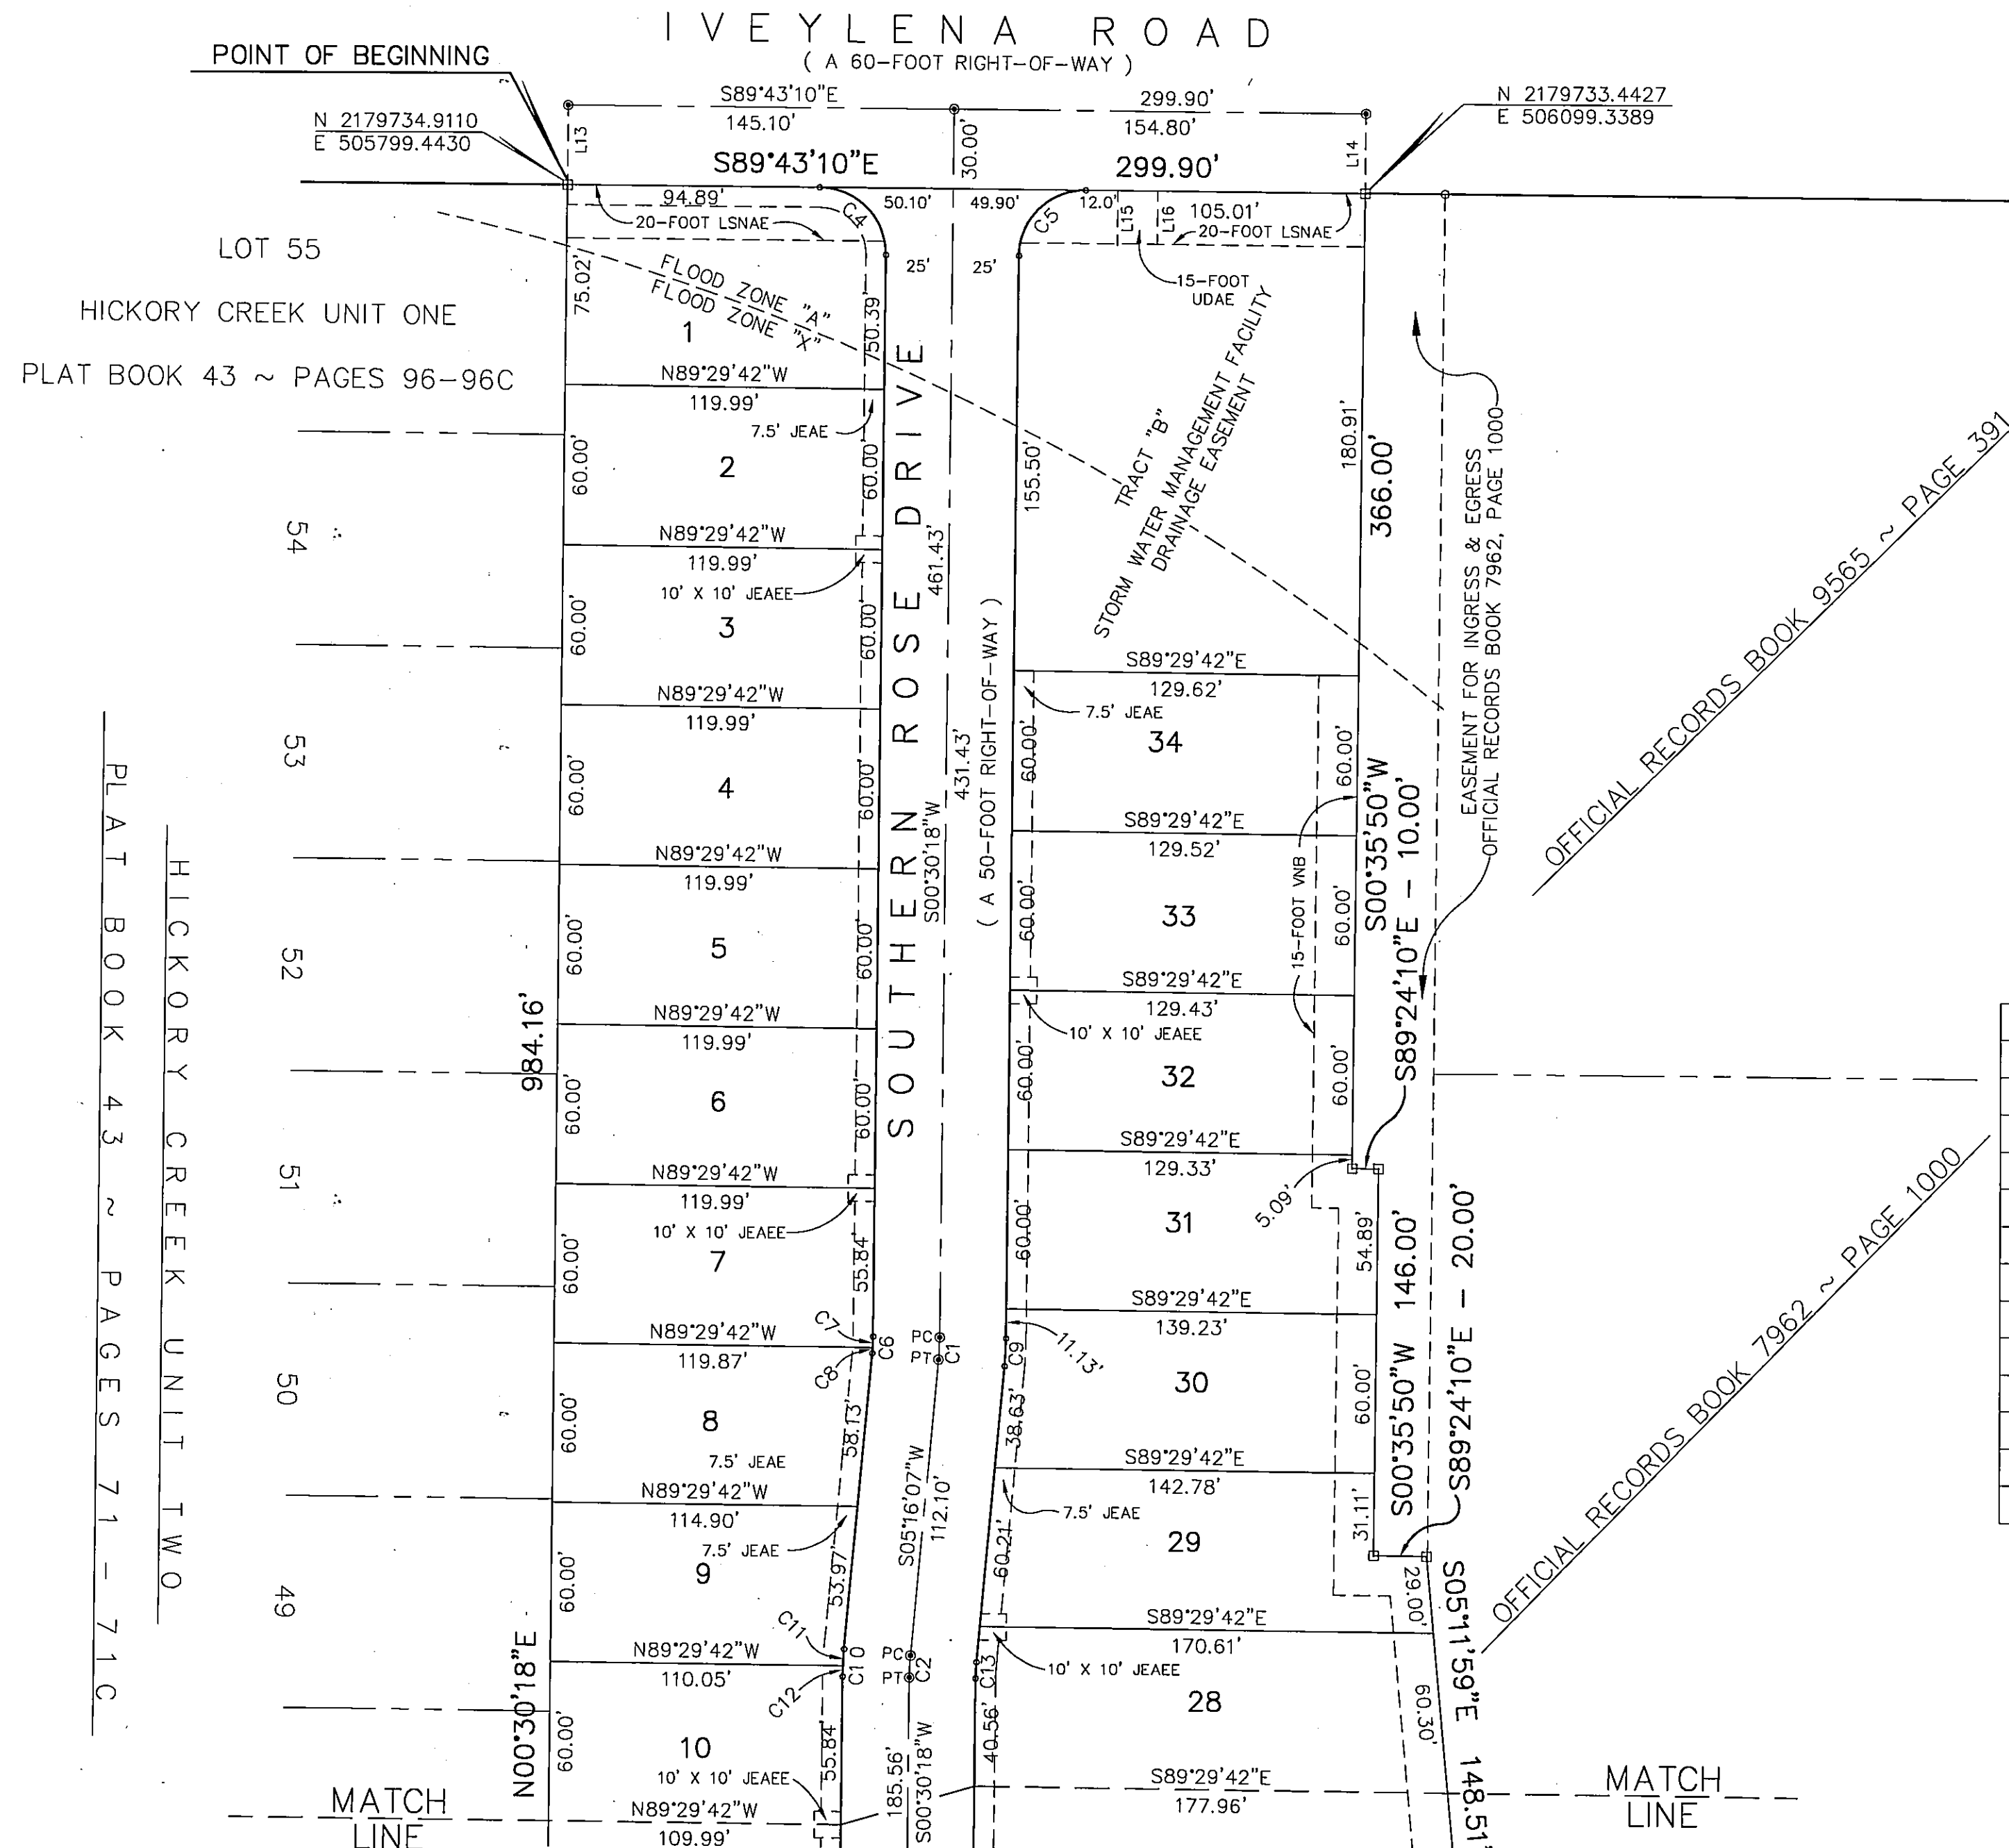 IVEYLENA ROAD
( A 60-FOOT RIGHT-OF-WAY )
POINT OF BEGINNING
N 2179734.9110
E 505799.4430
N 2179733.4427
E 506099.3389
S89°43'10"E
299.90'
145.10'
154.80'
L13
30.00'
L14
S89°43'10"E
299.90'
94.89'
C4
50.10'
49.90'
C5
12.0'
L15
L16
105.01'
20-FOOT LSNAE
20-FOOT LSNAE
25'
25'
15-FOOT
UDAE
LOT 55
HICKORY CREEK UNIT ONE
PLAT BOOK 43 ~ PAGES 96-96C
FLOOD ZONE "A"
FLOOD ZONE "X"
75.02'
1
50.39'
N89°29'42"W
119.99'
7.5' JEAE
60.00'
2
60.00'
N89°29'42"W
119.99'
10' X 10' JEAEE
60.00'
3
60.00'
N89°29'42"W
119.99'
60.00'
4
60.00'
N89°29'42"W
119.99'
60.00'
5
60.00'
N89°29'42"W
119.99'
60.00'
6
60.00'
N89°29'42"W
119.99'
10' X 10' JEAEE
60.00'
7
55.84'
C7
C6
C8
N89°29'42"W
119.87'
60.00'
8
58.13'
7.5' JEAE
N89°29'42"W
114.90'
7.5' JEAE
60.00'
9
53.97'
C11
C10
C12
N89°29'42"W
110.05'
60.00'
10
55.84'
10' X 10' JEAEE
N89°29'42"W
109.99'
984.16'
N00°30'18"E
54
53
52
51
50
49
HICKORY CREEK UNIT TWO
PLAT BOOK 43 ~ PAGES 71 - 71C
SOUTHERN ROSE DRIVE
( A 50-FOOT RIGHT-OF-WAY )
461.43'
431.43'
S00°30'18"W
PC
PT
C1
S05°16'07"W
112.10'
PC
PT
C2
S00°30'18"W
185.56'
155.50'
TRACT "B"
STORM WATER MANAGEMENT FACILITY
DRAINAGE EASEMENT
180.91'
366.00'
S00°35'50"W
S89°29'42"E
129.62'
7.5' JEAE
60.00'
34
60.00'
S89°29'42"E
129.52'
60.00'
33
60.00'
15-FOOT VNB
S89°29'42"E
129.43'
10' X 10' JEAEE
60.00'
32
60.00'
S89°29'42"E
129.33'
60.00'
31
5.09'
54.89'
S89°24'10"E - 10.00'
S89°29'42"E
139.23'
11.13'
C9
38.63'
30
60.00'
S00°35'50"W 146.00'
S89°29'42"E
142.78'
7.5' JEAE
60.21'
29
31.11'
S89°24'10"E - 20.00'
29.00'
S89°29'42"E
170.61'
10' X 10' JEAEE
C13
28
40.56'
60.30'
S05°11'59"E 148.51'
S89°29'42"E
177.96'
EASEMENT FOR INGRESS & EGRESS
OFFICIAL RECORDS BOOK 7962, PAGE 1000
OFFICIAL RECORDS BOOK 9565 ~ PAGE 391
OFFICIAL RECORDS BOOK 7962 ~ PAGE 1000
MATCH
LINE
MATCH
LINE